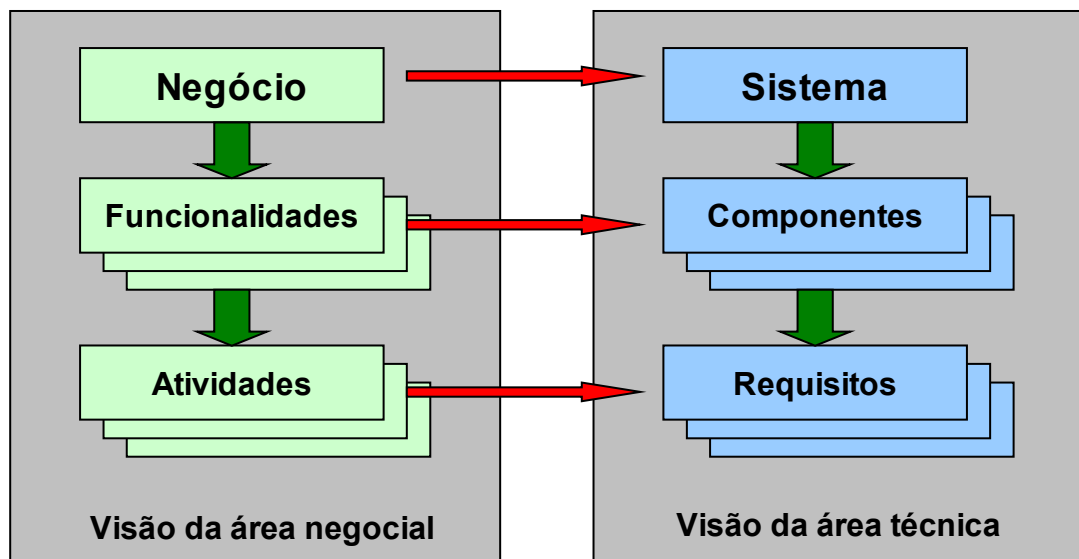 Negócio
Funcionalidades
Atividades
Visão da área negocial
Sistema
Componentes
Requisitos
Visão da área técnica